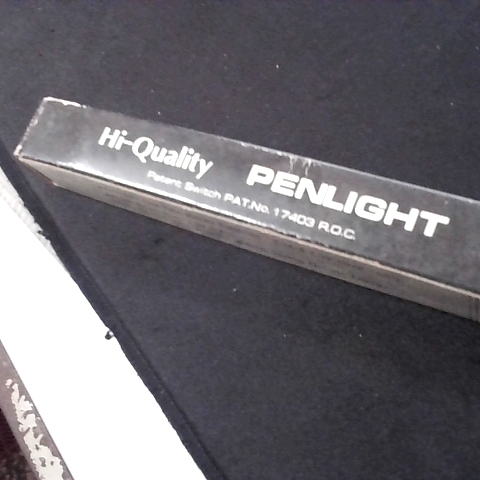 Hi-Quality PENLIGHT
Patent Switch PAT.No. 17403 R.O.C.